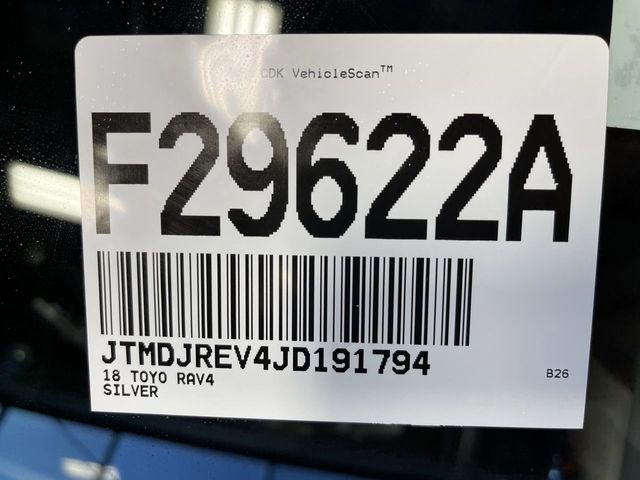 CDK VehicleScan™
F29622A
JTMDJREV4JD191794
18 TOYO RAV4
SILVER
B26